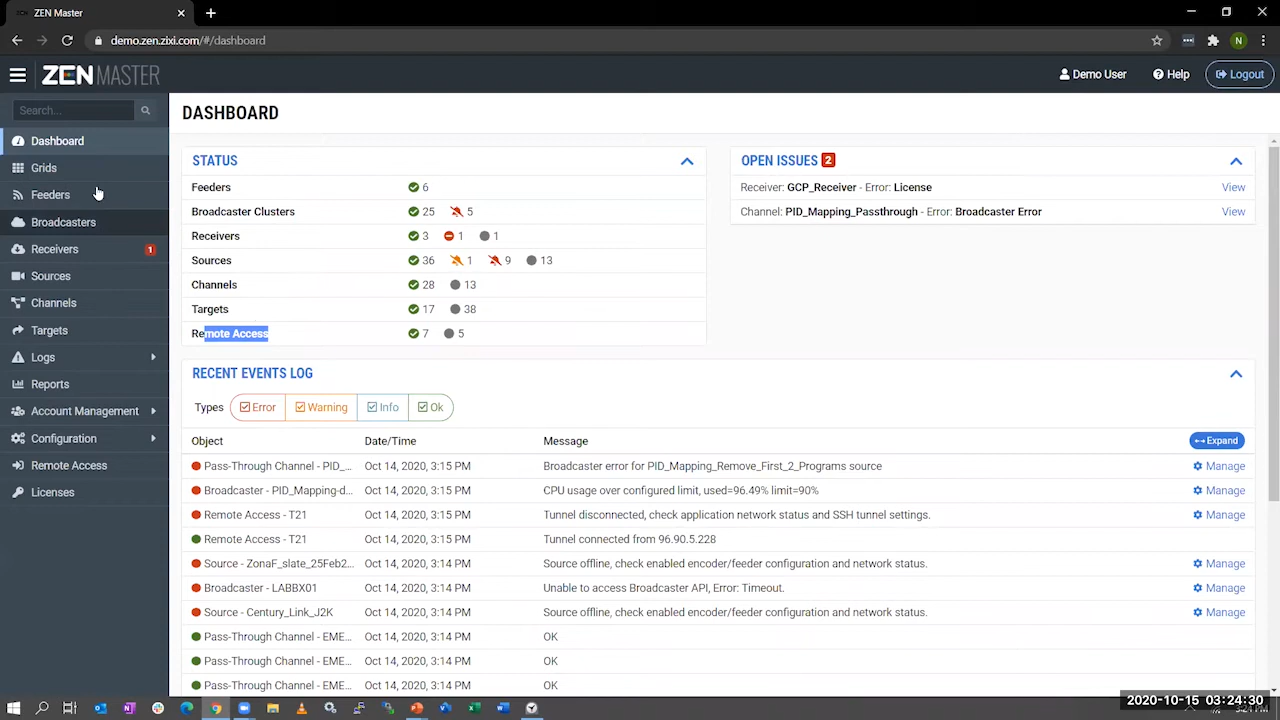 ZEN Master
demo.zen.zixi.com/#/dashboard
N
ZEN MASTER
Demo User
Help
Logout
Search...
DASHBOARD
Dashboard
Grids
Feeders
Broadcasters
Receivers 1
Sources
Channels
Targets
Logs
Reports
Account Management
Configuration
Remote Access
Licenses
STATUS
Feeders 6
Broadcaster Clusters 25 5
Receivers 3 1 1
Sources 36 1 9 13
Channels 28 13
Targets 17 38
Remote Access 7 5
OPEN ISSUES 2
Receiver: GCP_Receiver - Error: License View
Channel: PID_Mapping_Passthrough - Error: Broadcaster Error View
RECENT EVENTS LOG
Types Error Warning Info Ok
Object Date/Time Message Expand
Pass-Through Channel - PID_... Oct 14, 2020, 3:15 PM Broadcaster error for PID_Mapping_Remove_First_2_Programs source Manage
Broadcaster - PID_Mapping-d... Oct 14, 2020, 3:15 PM CPU usage over configured limit, used=96.49% limit=90% Manage
Remote Access - T21 Oct 14, 2020, 3:15 PM Tunnel disconnected, check application network status and SSH tunnel settings. Manage
Remote Access - T21 Oct 14, 2020, 3:15 PM Tunnel connected from 96.90.5.228
Source - ZonaF_slate_25Feb2... Oct 14, 2020, 3:14 PM Source offline, check enabled encoder/feeder configuration and network status. Manage
Broadcaster - LABBX01 Oct 14, 2020, 3:14 PM Unable to access Broadcaster API, Error: Timeout. Manage
Source - Century_Link_J2K Oct 14, 2020, 3:14 PM Source offline, check enabled encoder/feeder configuration and network status. Manage
Pass-Through Channel - EME... Oct 14, 2020, 3:14 PM OK
Pass-Through Channel - EME... Oct 14, 2020, 3:14 PM OK
Pass-Through Channel - EME... Oct 14, 2020, 3:14 PM OK
2020-10-15 03:24:30